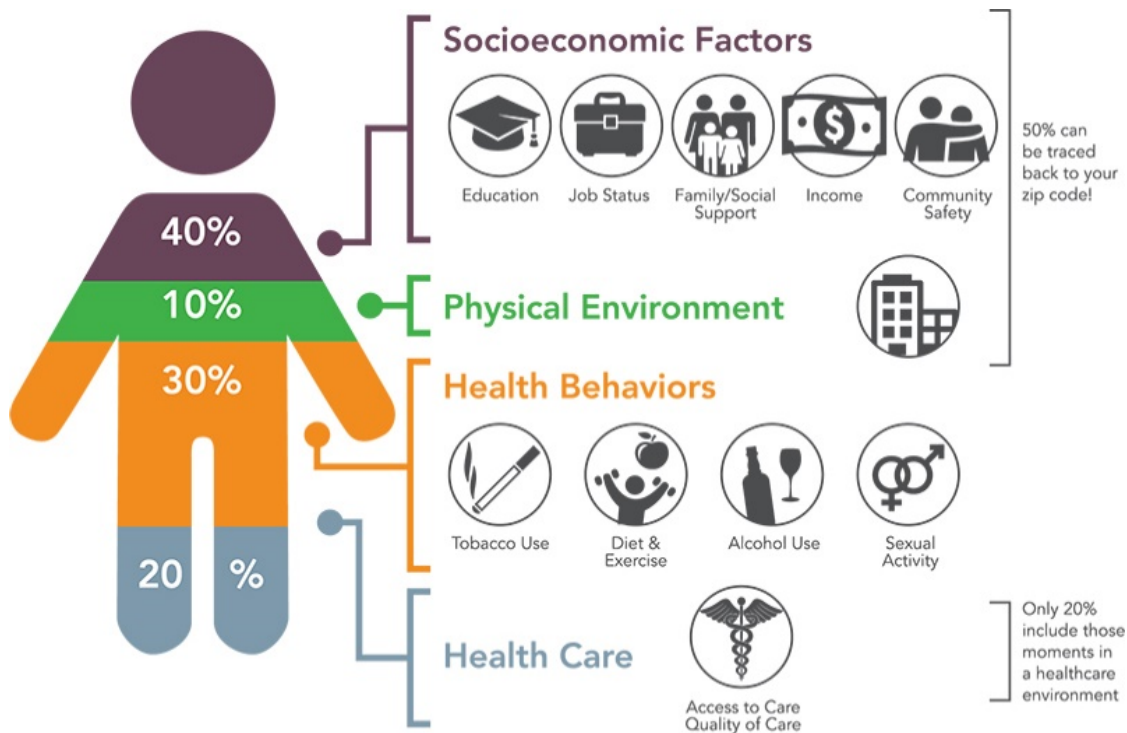 Socioeconomic Factors
$
Education
Job Status
Family/Social
Support
Income
Community
Safety
50% can
be traced
back to your
zip code!
40%
10%
Physical Environment
30%
Health Behaviors
Tobacco Use
Diet &
Exercise
Alcohol Use
Sexual
Activity
20 %
Health Care
Access to Care
Quality of Care
Only 20%
include those
moments in
a healthcare
environment